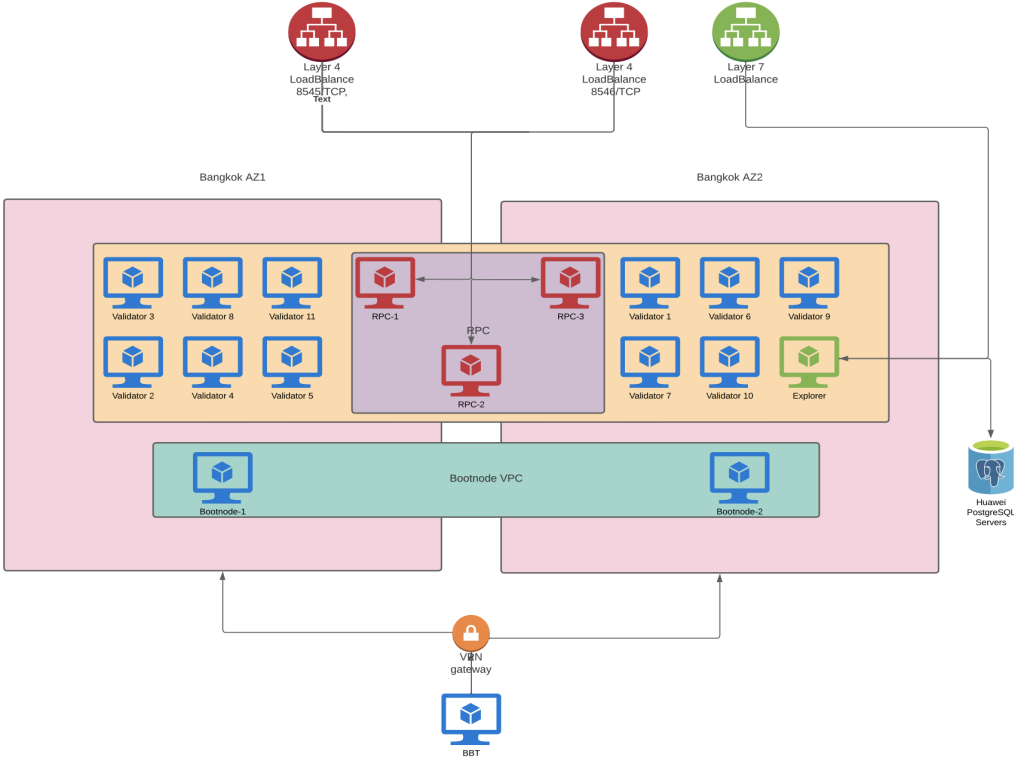 Layer 4
LoadBalance
8545/TCP,
Text
Layer 4
LoadBalance
8546/TCP
Layer 7
LoadBalance
Bangkok AZ1
Bangkok AZ2
Validator 3
Validator 8
Validator 11
RPC-1
RPC-3
Validator 1
Validator 6
Validator 9
RPC
Validator 2
Validator 4
Validator 5
RPC-2
Validator 7
Validator 10
Explorer
Bootnode VPC
Bootnode-1
Bootnode-2
Huawei
PostgreSQL
Servers
VPN
gateway
BBT